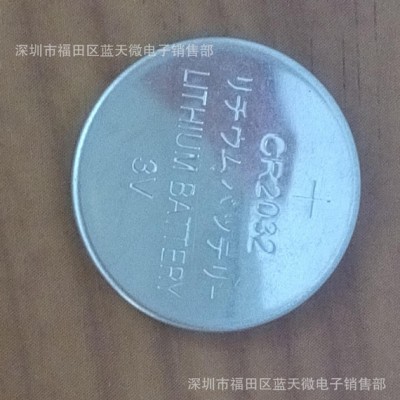 深圳市福田区蓝天微电子销售部
+
CR2032
リチウムバッテリー
LITHIUM BATTERY
3V
深圳市福田区蓝天微电子销售部